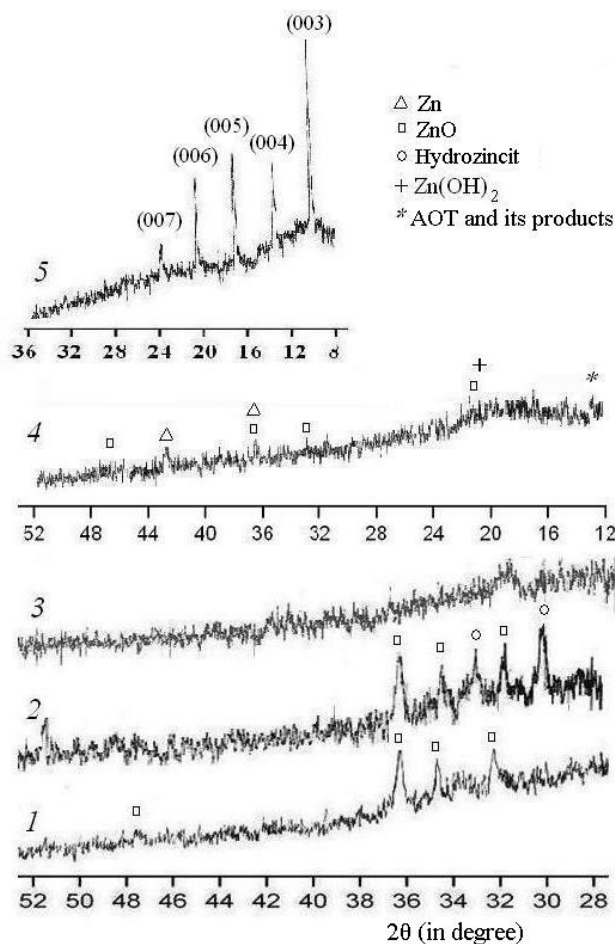 (003)
(005)
(004)
(006)
(007)
5
36 32 28 24 20 16 12 8
△ Zn
□ ZnO
○ Hydrozincit
+ Zn(OH)₂
* AOT and its products
+
*
4
52 48 44 40 36 32 28 24 20 16 12
3
2
1
52 50 48 46 44 42 40 38 36 34 32 30 28
2θ (in degree)